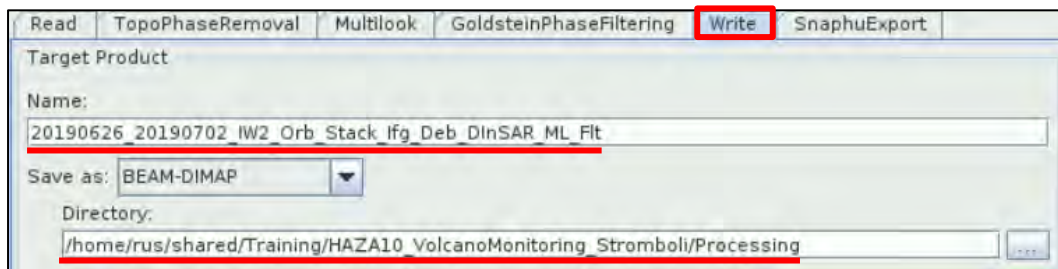 Read TopoPhaseRemoval Multilook GoldsteinPhaseFiltering Write SnaphuExport
Target Product
Name:
20190626_20190702_IW2_Orb_Stack_Ifg_Deb_DInSAR_ML_Flt
Save as: BEAM-DIMAP
Directory:
/home/rus/shared/Training/HAZA10_VolcanoMonitoring_Stromboli/Processing ...